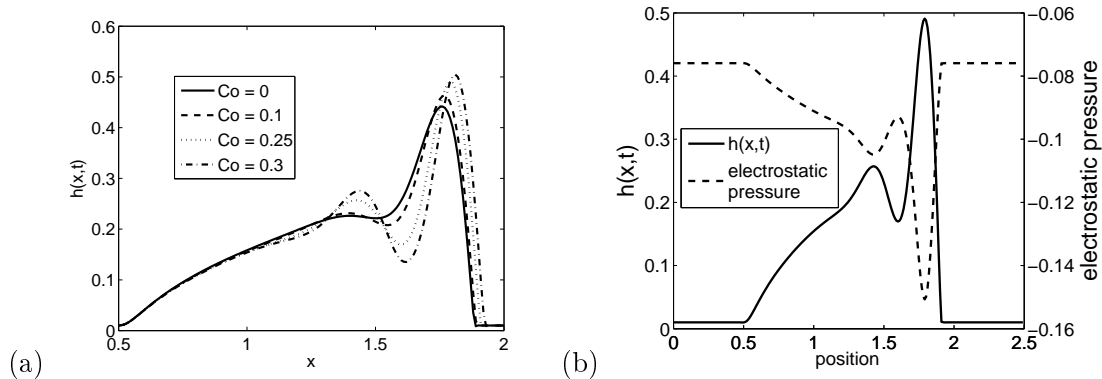 (a)
h(x,t)
0.6
0.5
0.4
0.3
0.2
0.1
0
Co = 0
Co = 0.1
Co = 0.25
Co = 0.3
0.5
1
1.5
2
x
(b)
h(x,t)
0.5
0.4
0.3
0.2
0.1
0
h(x,t)
electrostatic
pressure
0
0.5
1
1.5
2
2.5
position
−0.06
−0.08
−0.1
−0.12
−0.14
−0.16
electrostatic pressure